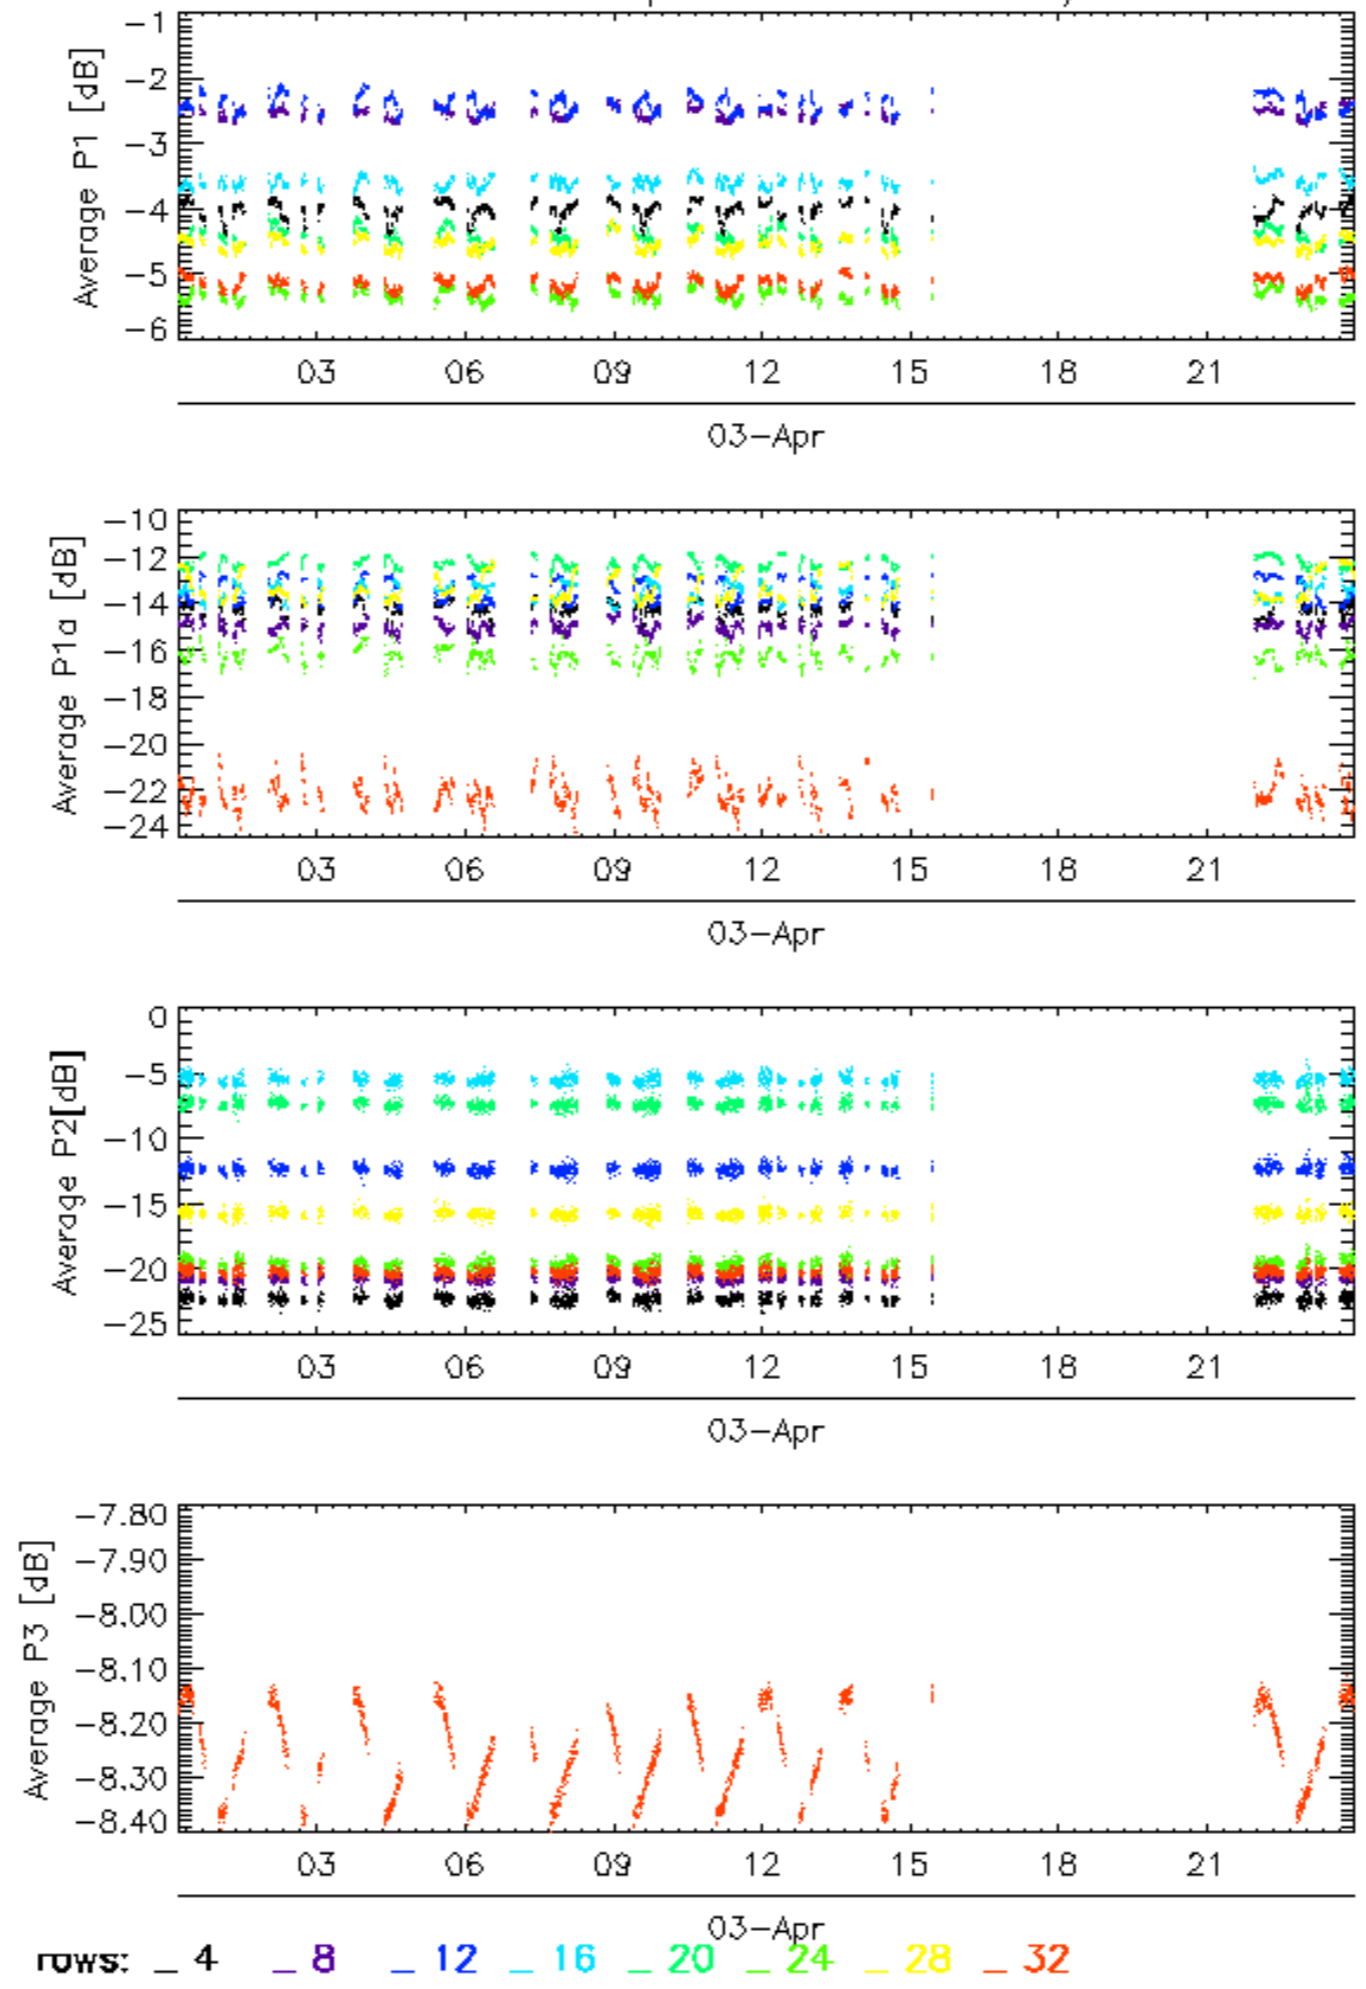 Average P1 [dB]
-1
-2
-3
-4
-5
-6
03 06 09 12 15 18 21
03-Apr
Average P1a [dB]
-10
-12
-14
-16
-18
-20
-22
-24
03 06 09 12 15 18 21
03-Apr
Average P2[dB]
0
-5
-10
-15
-20
-25
03 06 09 12 15 18 21
03-Apr
Average P3 [dB]
-7.80
-7.90
-8.00
-8.10
-8.20
-8.30
-8.40
03 06 09 12 15 18 21
03-Apr
rows: _ 4 _ 8 _ 12 _ 16 _ 20 _ 24 _ 28 _ 32